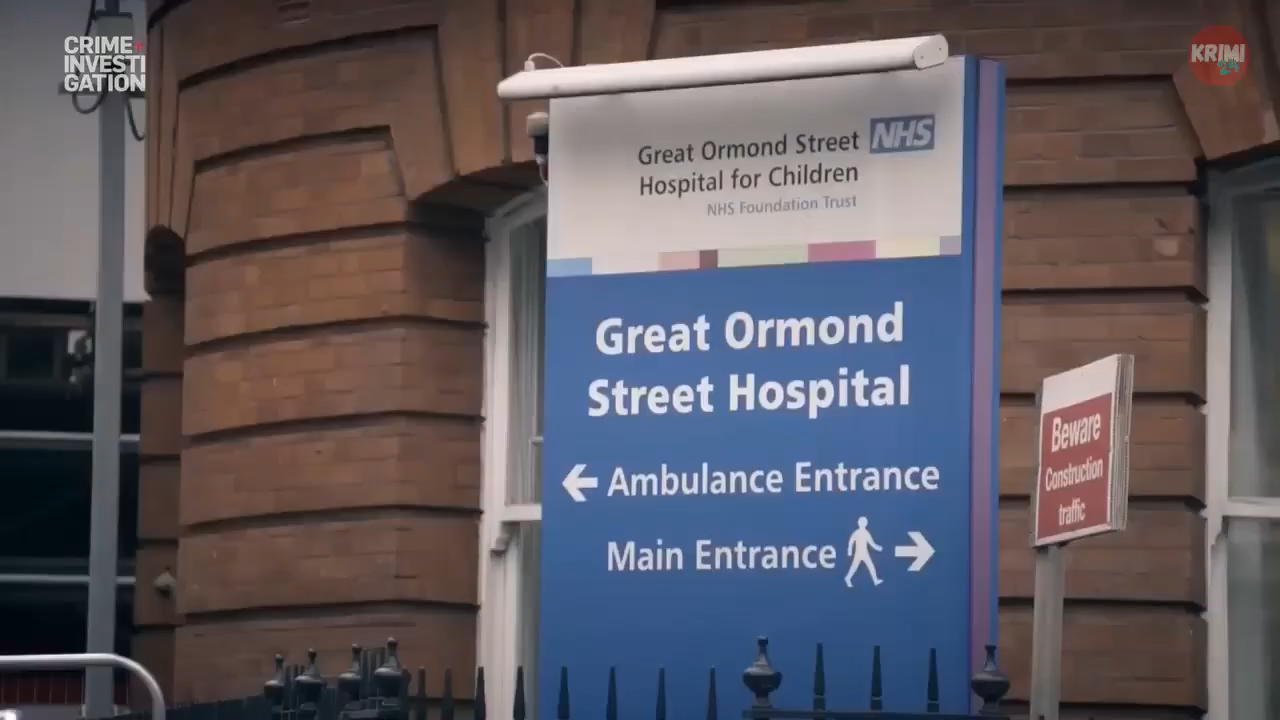 CRIME+
INVESTI
GATION
KRIMI
24
Great Ormond Street NHS
Hospital for Children
NHS Foundation Trust
Great Ormond
Street Hospital
← Ambulance Entrance
Main Entrance →
Beware
Construction
traffic